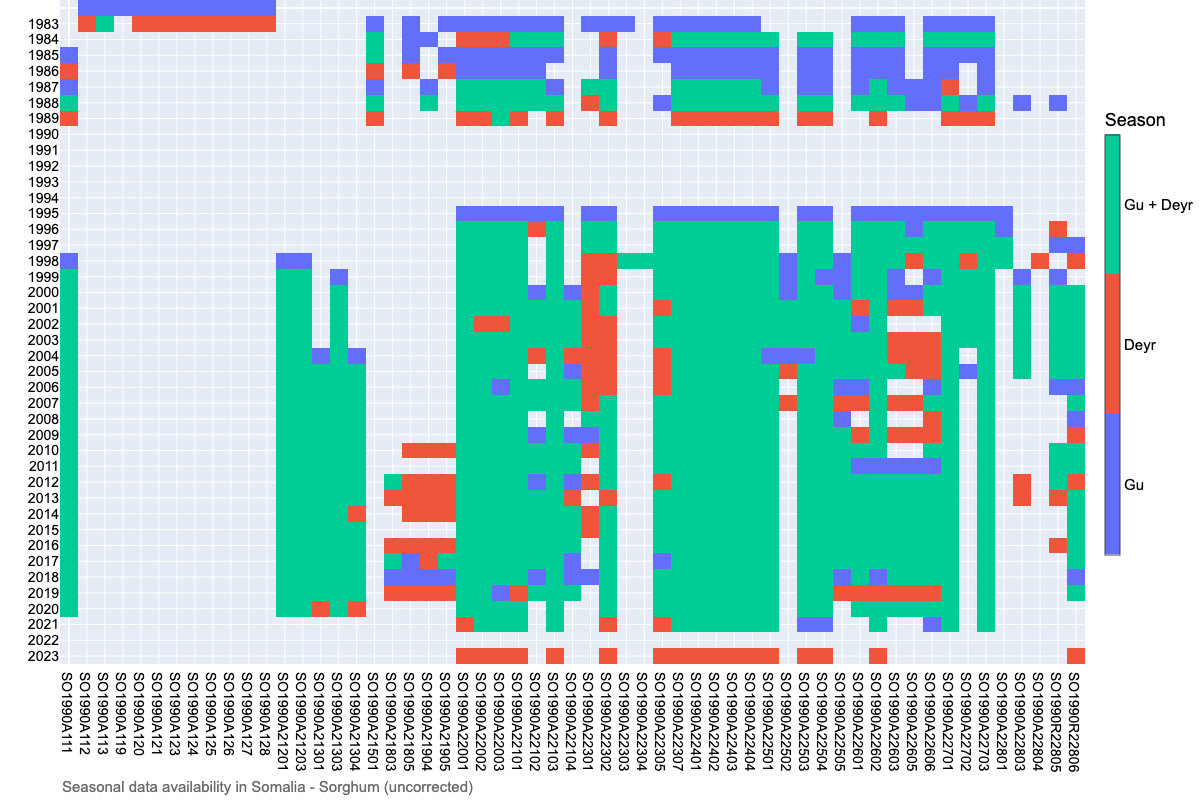 1983
1984
1985
1986
1987
1988
1989
1990
1991
1992
1993
1994
1995
1996
1997
1998
1999
2000
2001
2002
2003
2004
2005
2006
2007
2008
2009
2010
2011
2012
2013
2014
2015
2016
2017
2018
2019
2020
2021
2022
2023
SO1990A111
SO1990A112
SO1990A113
SO1990A119
SO1990A120
SO1990A121
SO1990A123
SO1990A124
SO1990A125
SO1990A126
SO1990A127
SO1990A128
SO1990A21201
SO1990A21203
SO1990A21301
SO1990A21303
SO1990A21304
SO1990A21501
SO1990A21803
SO1990A21805
SO1990A21904
SO1990A21905
SO1990A22001
SO1990A22002
SO1990A22003
SO1990A22101
SO1990A22102
SO1990A22103
SO1990A22104
SO1990A22301
SO1990A22302
SO1990A22303
SO1990A22304
SO1990A22305
SO1990A22307
SO1990A22401
SO1990A22402
SO1990A22403
SO1990A22404
SO1990A22501
SO1990A22502
SO1990A22503
SO1990A22504
SO1990A22505
SO1990A22601
SO1990A22602
SO1990A22603
SO1990A22605
SO1990A22606
SO1990A22701
SO1990A22702
SO1990A22703
SO1990A22801
SO1990A22803
SO1990A22804
SO1990R22805
SO1990R22806
Season
Gu + Deyr
Deyr
Gu
Seasonal data availability in Somalia - Sorghum (uncorrected)